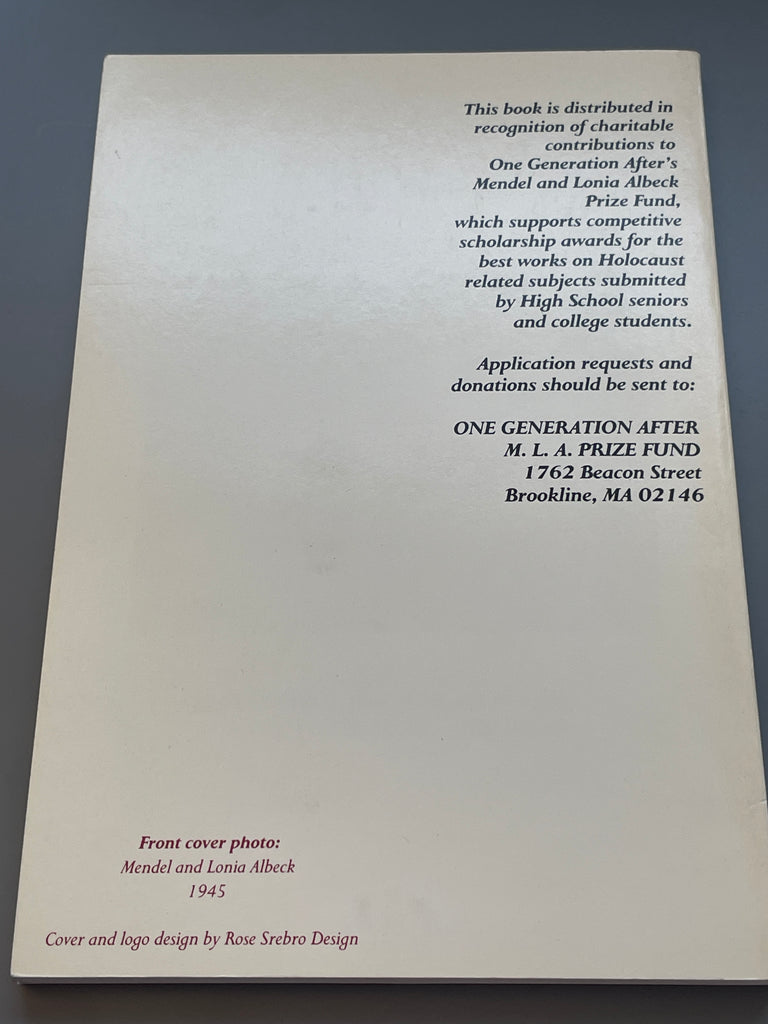 This book is distributed in
recognition of charitable
contributions to
One Generation After's
Mendel and Lonia Albeck
Prize Fund,
which supports competitive
scholarship awards for the
best works on Holocaust
related subjects submitted
by High School seniors
and college students.
Application requests and
donations should be sent to:
ONE GENERATION AFTER
M. L. A. PRIZE FUND
1762 Beacon Street
Brookline, MA 02146
Front cover photo:
Mendel and Lonia Albeck
1945
Cover and logo design by Rose Srebro Design